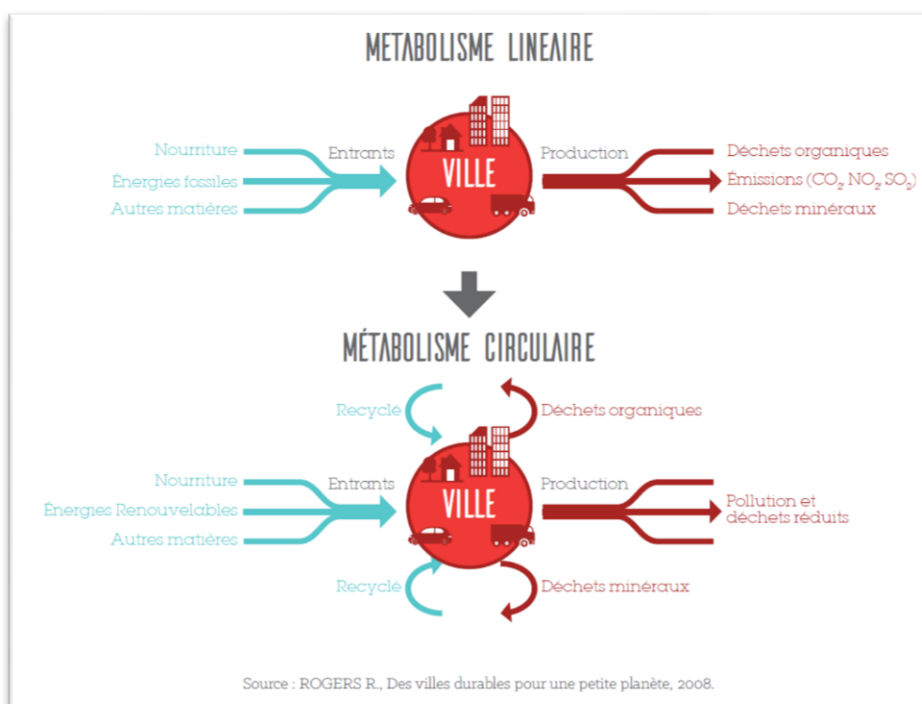 METABOLISME LINEAIRE
Nourriture
Énergies fossiles
Autres matières
Entrants
VILLE
Production
Déchets organiques
Émissions (CO₂ NO₂ SO₂)
Déchets minéraux
MÉTABOLISME CIRCULAIRE
Recyclé
Déchets organiques
Nourriture
Énergies Renouvelables
Autres matières
Entrants
VILLE
Production
Pollution et
déchets réduits
Recyclé
Déchets minéraux
Source : ROGERS R., Des villes durables pour une petite planète, 2008.